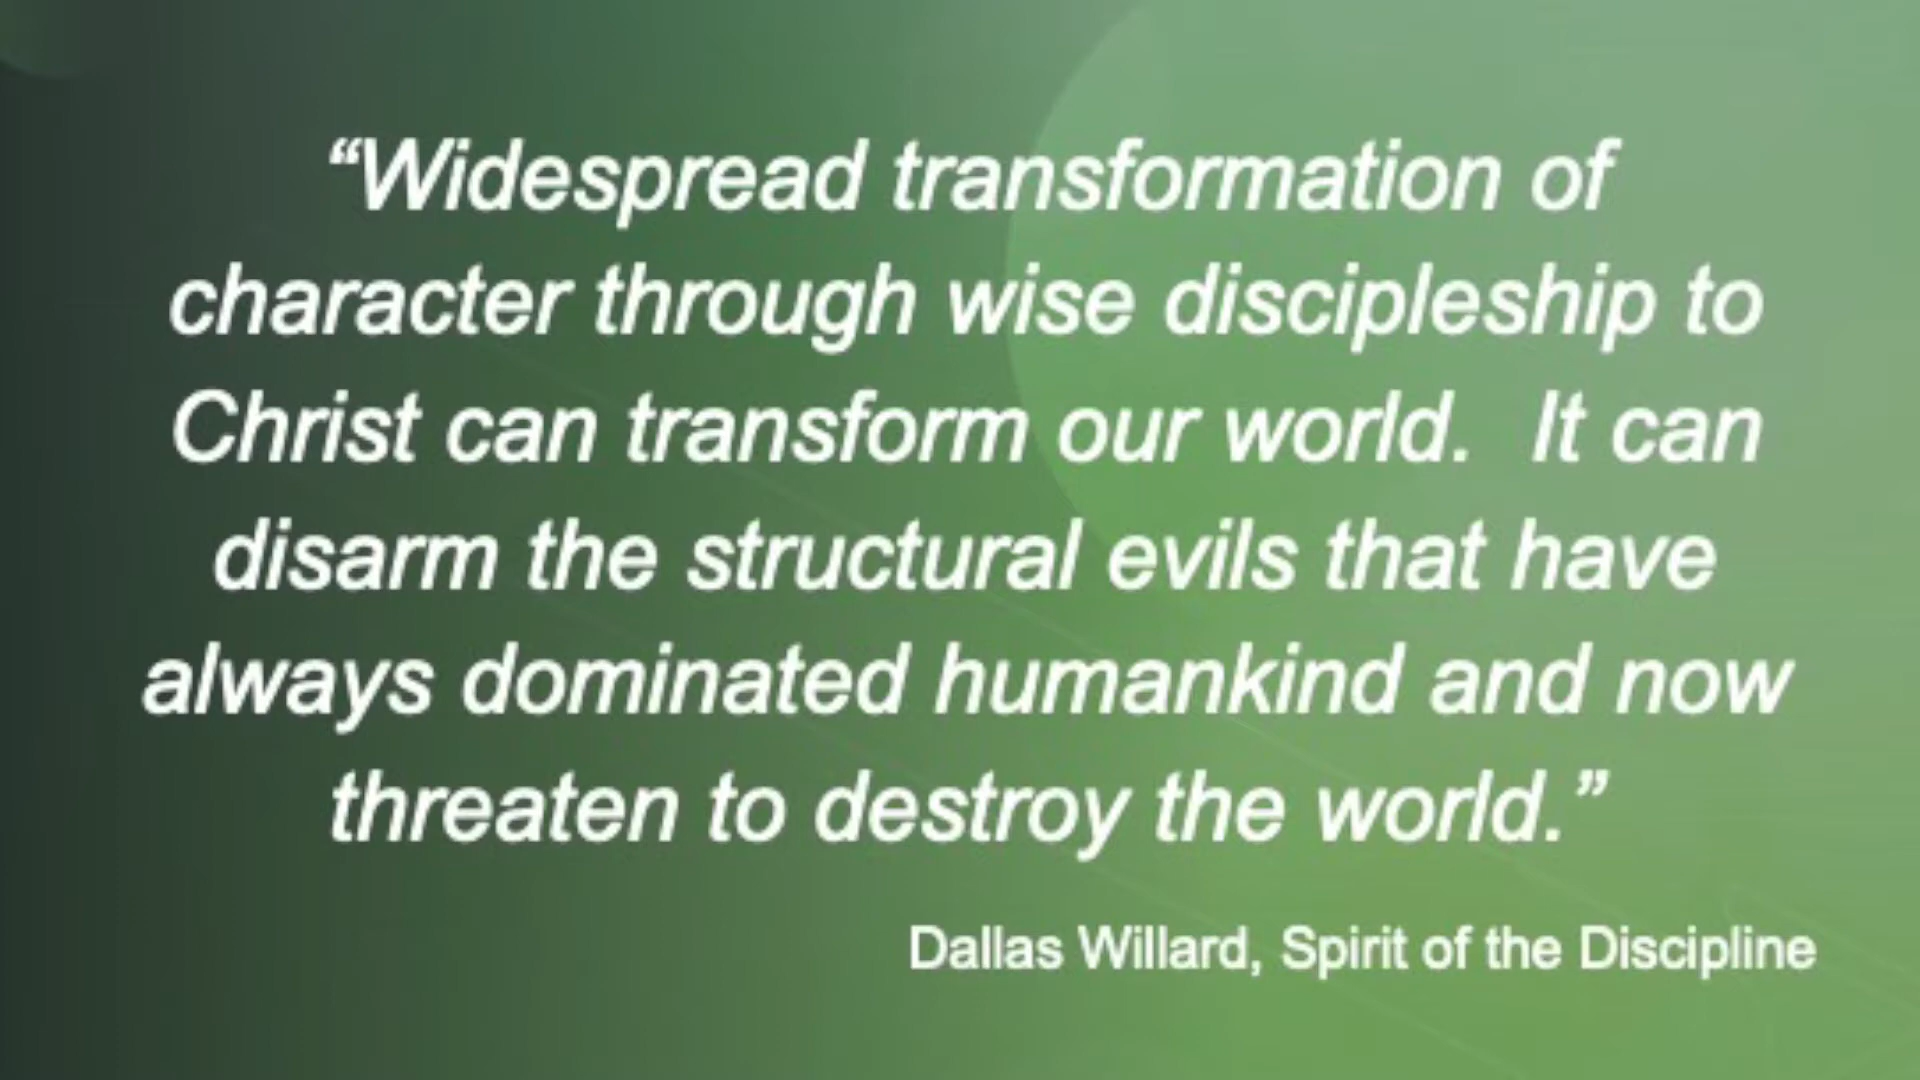 “Widespread transformation of
character through wise discipleship to
Christ can transform our world.  It can
disarm the structural evils that have
always dominated humankind and now
threaten to destroy the world.”
Dallas Willard, Spirit of the Discipline